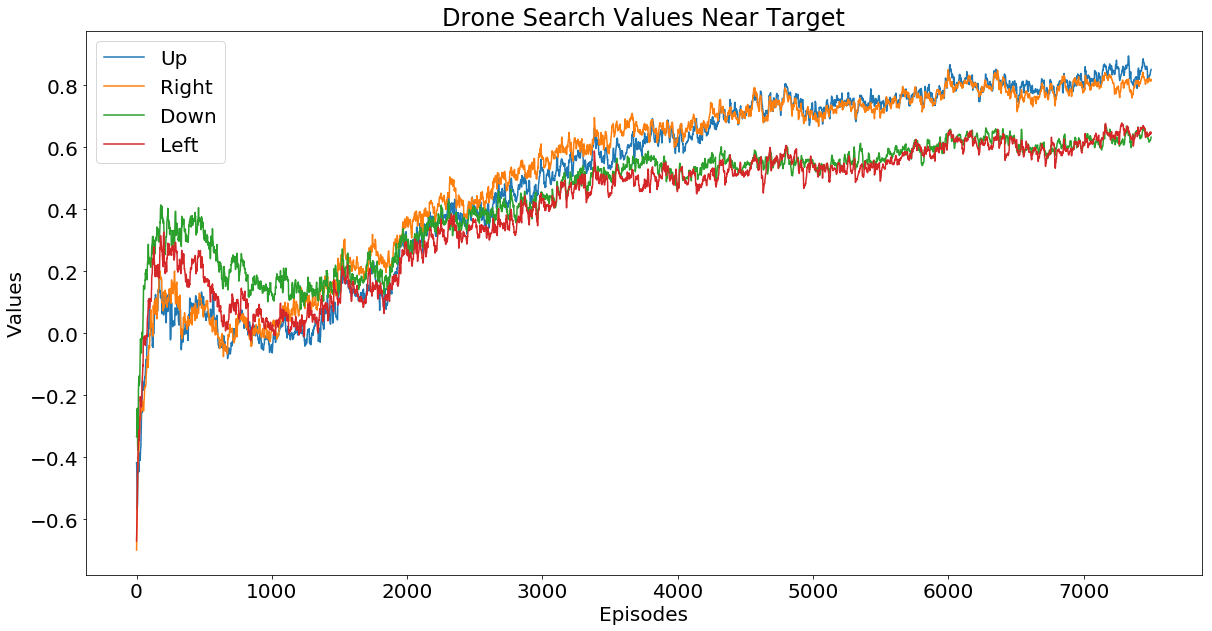 Drone Search Values Near Target
Up
Right
Down
Left
Values
0.8
0.6
0.4
0.2
0.0
−0.2
−0.4
−0.6
0 1000 2000 3000 4000 5000 6000 7000
Episodes